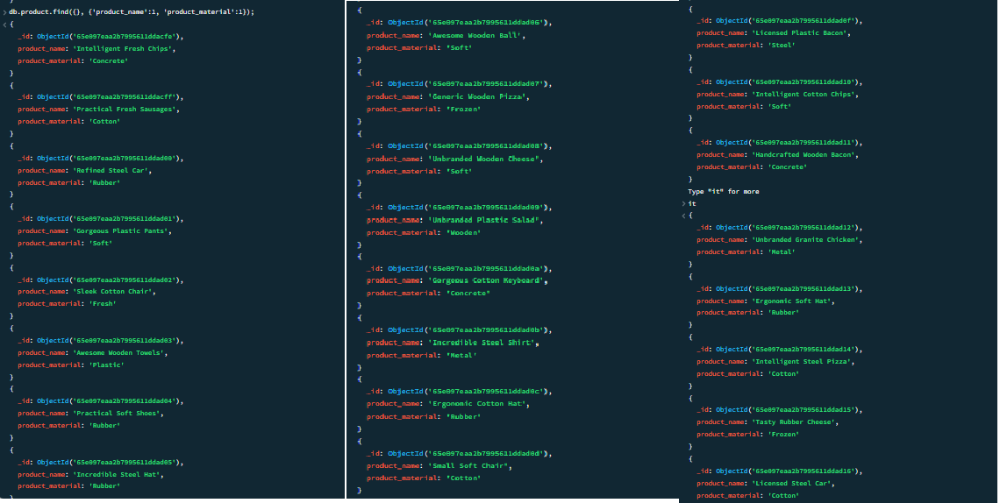 db.product.find({}, {'product_name':1, 'product_material':1});
{
_id: ObjectId('65e097eaa2b7995611ddacfe'),
product_name: 'Intelligent Fresh Chips',
product_material: 'Concrete'
}
{
_id: ObjectId('65e097eaa2b7995611ddacff'),
product_name: 'Practical Fresh Sausages',
product_material: 'Cotton'
}
{
_id: ObjectId('65e097eaa2b7995611ddad00'),
product_name: 'Refined Steel Car',
product_material: 'Rubber'
}
{
_id: ObjectId('65e097eaa2b7995611ddad01'),
product_name: 'Gorgeous Plastic Pants',
product_material: 'Soft'
}
{
_id: ObjectId('65e097eaa2b7995611ddad02'),
product_name: 'Sleek Cotton Chair',
product_material: 'Fresh'
}
{
_id: ObjectId('65e097eaa2b7995611ddad03'),
product_name: 'Awesome Wooden Towels',
product_material: 'Plastic'
}
{
_id: ObjectId('65e097eaa2b7995611ddad04'),
product_name: 'Practical Soft Shoes',
product_material: 'Rubber'
}
{
_id: ObjectId('65e097eaa2b7995611ddad05'),
product_name: 'Incredible Steel Hat',
product_material: 'Rubber'
{
_id: ObjectId('65e097eaa2b7995611ddad06'),
product_name: 'Awesome Wooden Ball',
product_material: 'Soft'
}
{
_id: ObjectId('65e097eaa2b7995611ddad07'),
product_name: 'Generic Wooden Pizza',
product_material: 'Frozen'
}
{
_id: ObjectId('65e097eaa2b7995611ddad08'),
product_name: 'Unbranded Wooden Cheese',
product_material: 'Soft'
}
{
_id: ObjectId('65e097eaa2b7995611ddad09'),
product_name: 'Unbranded Plastic Salad',
product_material: 'Wooden'
}
{
_id: ObjectId('65e097eaa2b7995611ddad0a'),
product_name: 'Gorgeous Cotton Keyboard',
product_material: 'Concrete'
}
{
_id: ObjectId('65e097eaa2b7995611ddad0b'),
product_name: 'Incredible Steel Shirt',
product_material: 'Metal'
}
{
_id: ObjectId('65e097eaa2b7995611ddad0c'),
product_name: 'Ergonomic Cotton Hat',
product_material: 'Rubber'
}
{
_id: ObjectId('65e097eaa2b7995611ddad0d'),
product_name: 'Small Soft Chair',
product_material: 'Cotton'
}
{
_id: ObjectId('65e097eaa2b7995611ddad0f'),
product_name: 'Licensed Plastic Bacon',
product_material: 'Steel'
}
{
_id: ObjectId('65e097eaa2b7995611ddad10'),
product_name: 'Intelligent Cotton Chips',
product_material: 'Soft'
}
{
_id: ObjectId('65e097eaa2b7995611ddad11'),
product_name: 'Handcrafted Wooden Bacon',
product_material: 'Concrete'
}
Type "it" for more
it
{
_id: ObjectId('65e097eaa2b7995611ddad12'),
product_name: 'Unbranded Granite Chicken',
product_material: 'Metal'
}
{
_id: ObjectId('65e097eaa2b7995611ddad13'),
product_name: 'Ergonomic Soft Hat',
product_material: 'Rubber'
}
{
_id: ObjectId('65e097eaa2b7995611ddad14'),
product_name: 'Intelligent Steel Pizza',
product_material: 'Cotton'
}
{
_id: ObjectId('65e097eaa2b7995611ddad15'),
product_name: 'Tasty Rubber Cheese',
product_material: 'Frozen'
}
{
_id: ObjectId('65e097eaa2b7995611ddad16'),
product_name: 'Licensed Steel Car',
product_material: 'Cotton'